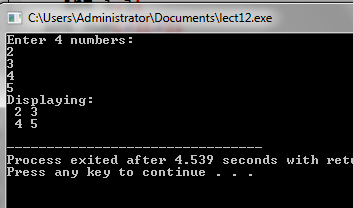 C:\Users\Administrator\Documents\lect12.exe
Enter 4 numbers:
2
3
4
5
Displaying:
2 3
4 5
--------------------------------
Process exited after 4.539 seconds with retu
Press any key to continue . . .